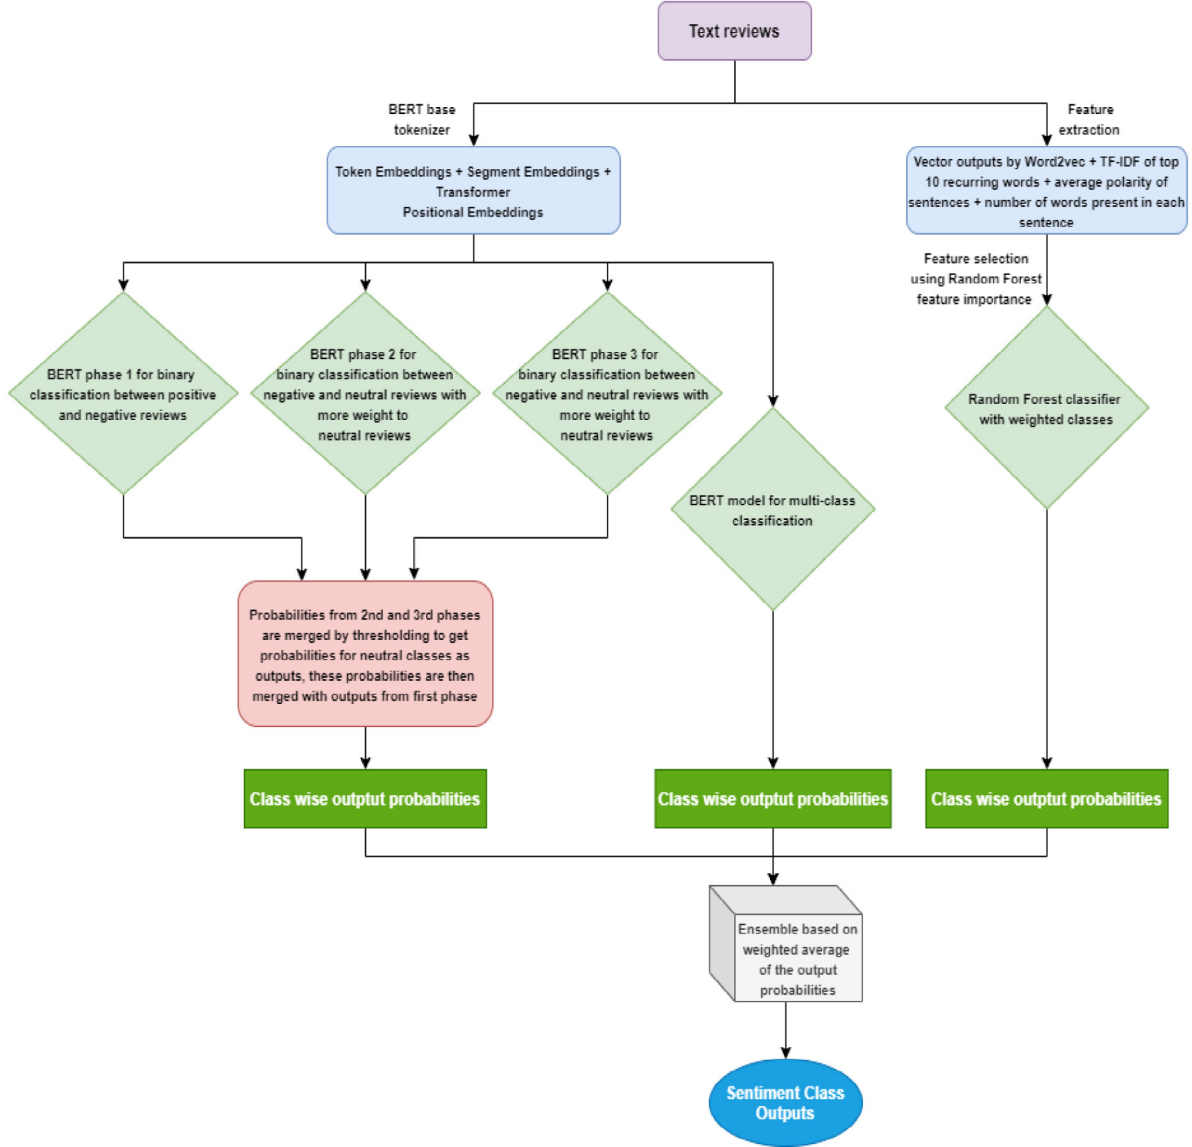 Text reviews
BERT base
tokenizer
Feature
extraction
Token Embeddings + Segment Embeddings +
Transformer
Positional Embeddings
Vector outputs by Word2vec + TF-IDF of top
10 recurring words + average polarity of
sentences + number of words present in each
sentence
Feature selection
using Random Forest
feature importance
BERT phase 1 for binary
classification between positive
and negative reviews
BERT phase 2 for
binary classification between
negative and neutral reviews with
more weight to
neutral reviews
BERT phase 3 for
binary classification between
negative and neutral reviews with
more weight to
neutral reviews
BERT model for multi-class
classification
Random Forest classifier
with weighted classes
Probabilities from 2nd and 3rd phases
are merged by thresholding to get
probabilities for neutral classes as
outputs, these probabilities are then
merged with outputs from first phase
Class wise outptut probabilities
Class wise outptut probabilities
Class wise outptut probabilities
Ensemble based on
weighted average
of the output
probabilities
Sentiment Class
Outputs